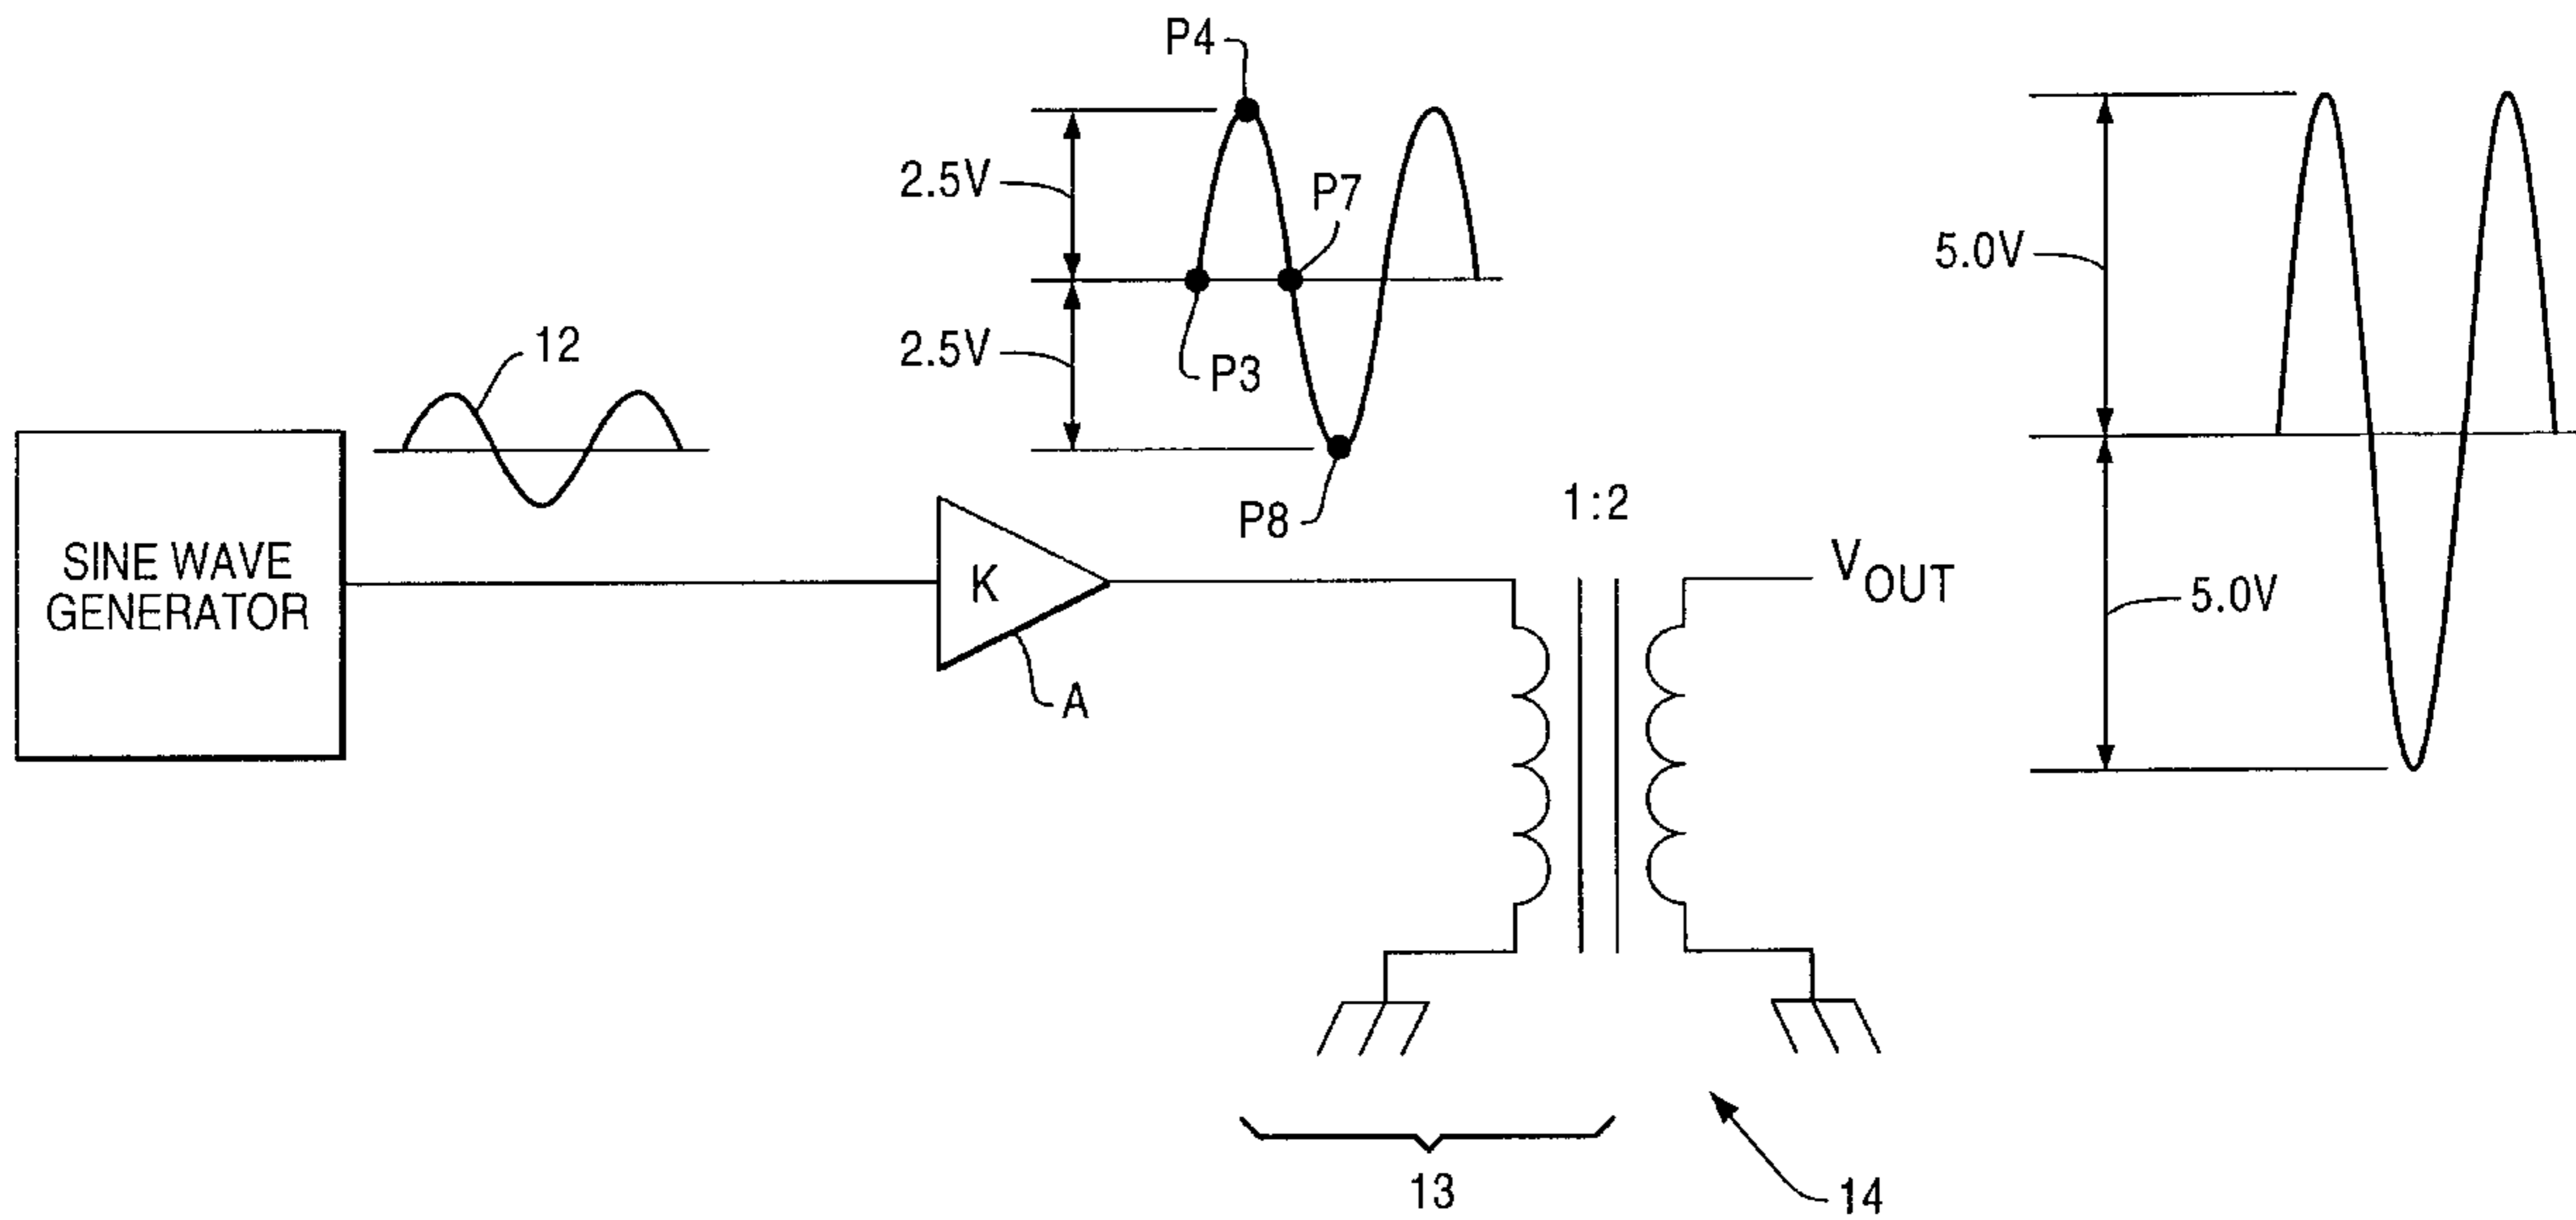 P4
2.5V
P7
5.0V
12
2.5V
P3
P8
1:2
SINE WAVE
GENERATOR
K
VOUT
5.0V
A
13
14